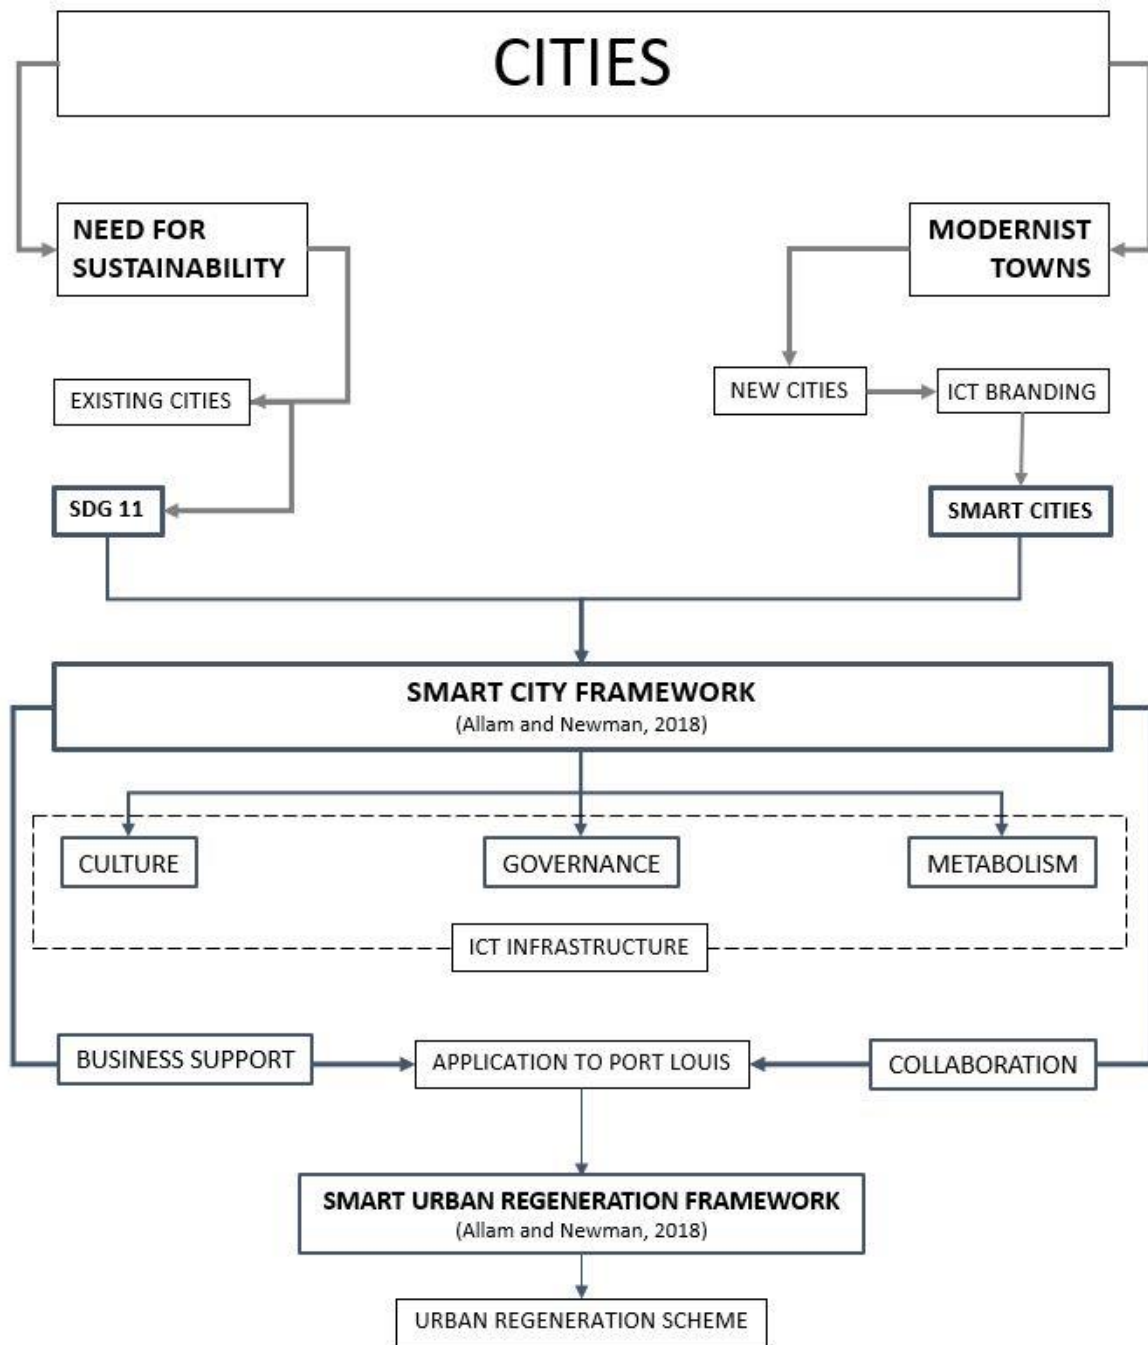 CITIES
NEED FOR
SUSTAINABILITY
MODERNIST
TOWNS
EXISTING CITIES
NEW CITIES
ICT BRANDING
SDG 11
SMART CITIES
SMART CITY FRAMEWORK
(Allam and Newman, 2018)
CULTURE
GOVERNANCE
METABOLISM
ICT INFRASTRUCTURE
BUSINESS SUPPORT
APPLICATION TO PORT LOUIS
COLLABORATION
SMART URBAN REGENERATION FRAMEWORK
(Allam and Newman, 2018)
URBAN REGENERATION SCHEME